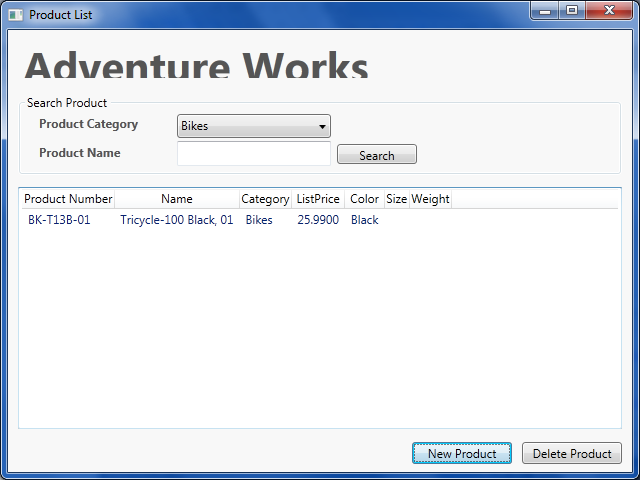 Product List
Adventure Works
Search Product
Product Category Bikes
Product Name
Search
Product Number Name Category ListPrice Color Size Weight
BK-T13B-01 Tricycle-100 Black, 01 Bikes 25.9900 Black
New Product Delete Product